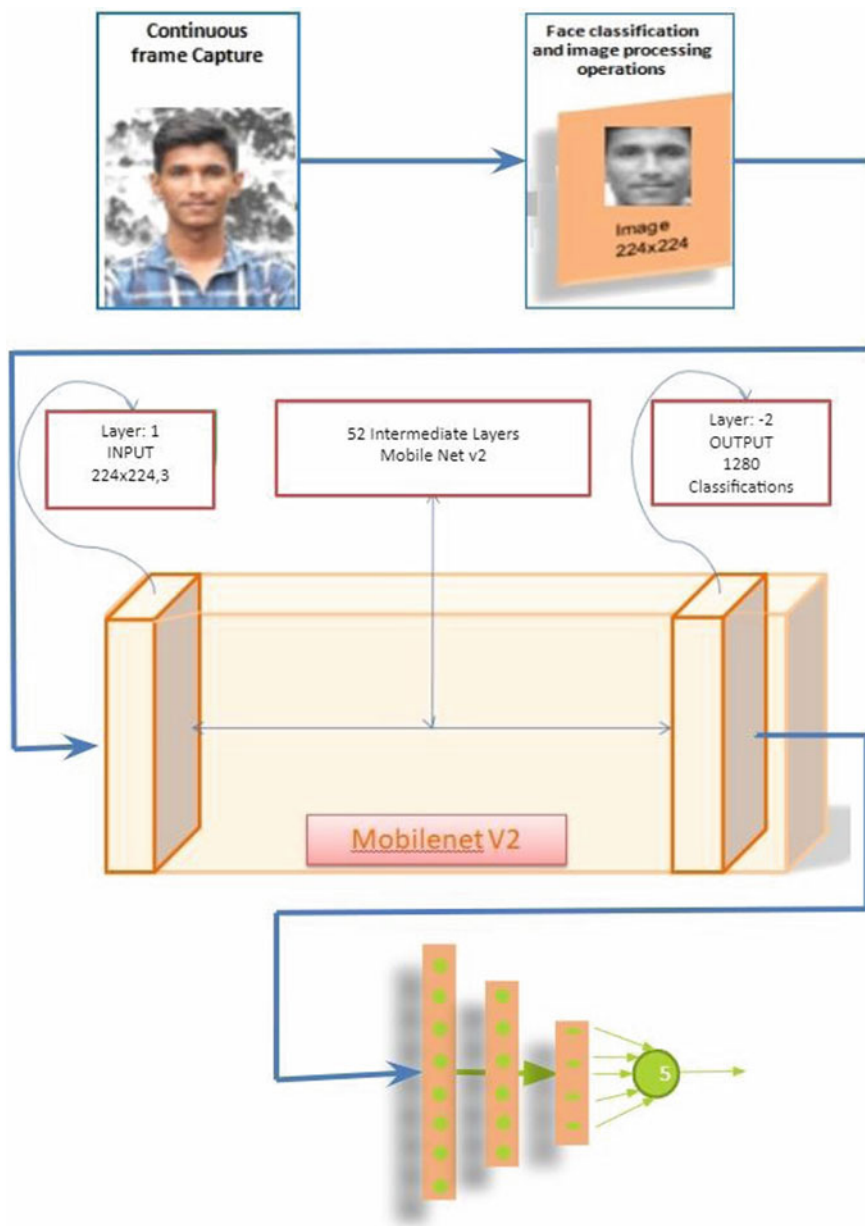 Continuous
frame Capture
Face classification
and image processing
operations
Image
224x224
Layer: 1
INPUT
224x224,3
52 Intermediate Layers
Mobile Net v2
Layer: -2
OUTPUT
1280
Classifications
Mobilenet V2
5